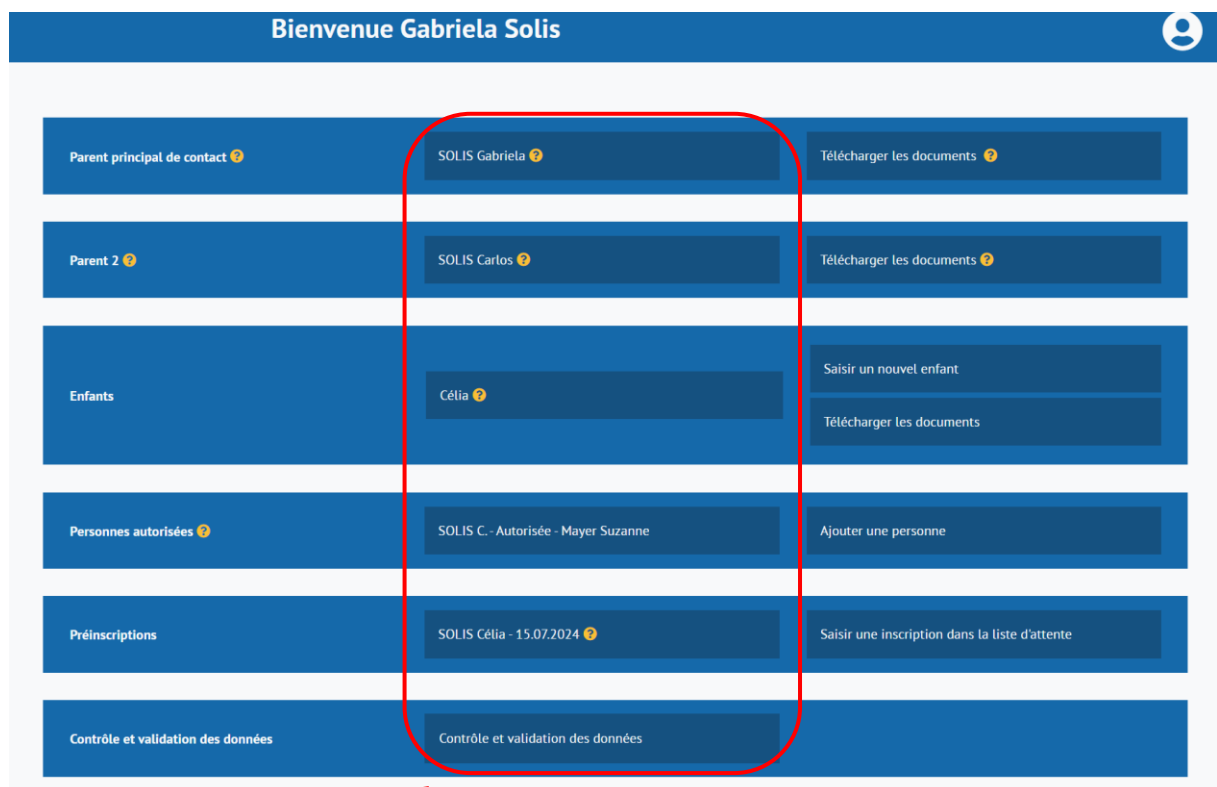 Bienvenue Gabriela Solis
Parent principal de contact ?
SOLIS Gabriela ?
Télécharger les documents ?
Parent 2 ?
SOLIS Carlos ?
Télécharger les documents ?
Enfants
Célia ?
Saisir un nouvel enfant
Télécharger les documents
Personnes autorisées ?
SOLIS C. - Autorisée - Mayer Suzanne
Ajouter une personne
Préinscriptions
SOLIS Célia - 15.07.2024 ?
Saisir une inscription dans la liste d'attente
Contrôle et validation des données
Contrôle et validation des données